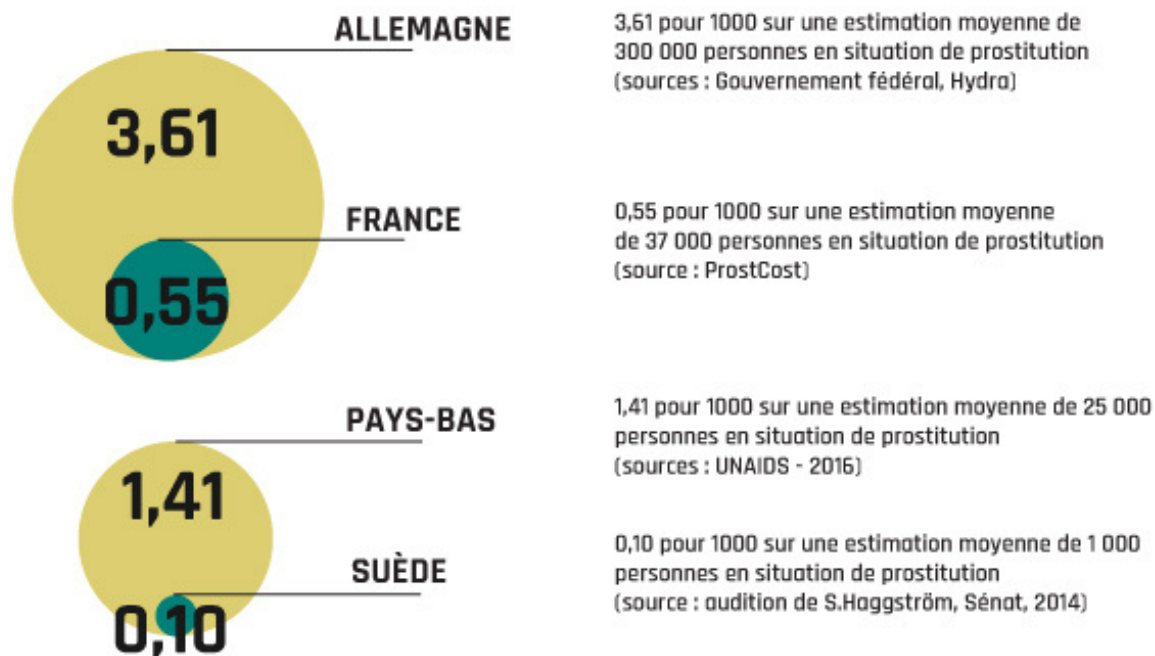 ALLEMAGNE
3,61 pour 1000 sur une estimation moyenne de
300 000 personnes en situation de prostitution
(sources : Gouvernement fédéral, Hydra)
3,61
FRANCE
0,55 pour 1000 sur une estimation moyenne
de 37 000 personnes en situation de prostitution
(source : ProstCost)
0,55
PAYS-BAS
1,41 pour 1000 sur une estimation moyenne de 25 000
personnes en situation de prostitution
(sources : UNAIDS - 2016)
1,41
SUÈDE
0,10 pour 1000 sur une estimation moyenne de 1 000
personnes en situation de prostitution
(source : audition de S.Haggström, Sénat, 2014)
0,10